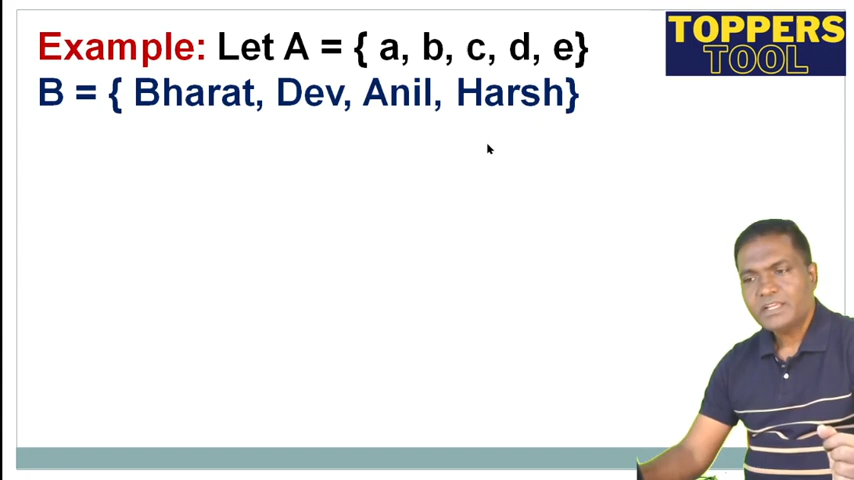 Example: Let A = { a, b, c, d, e}
B = { Bharat, Dev, Anil, Harsh}
TOPPERS
TOOL